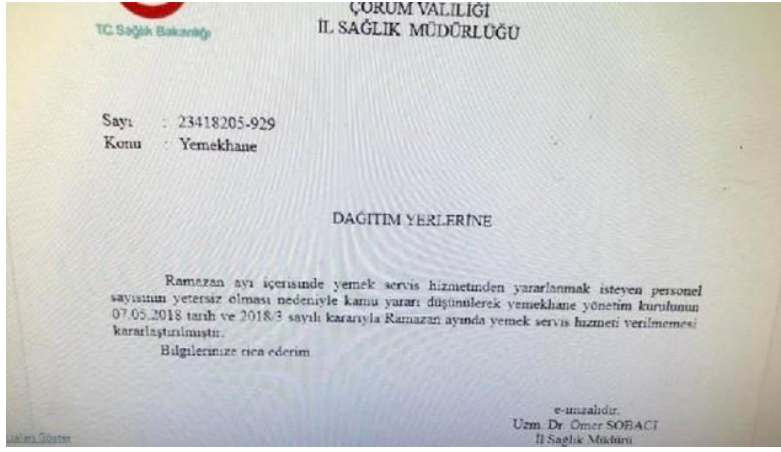 ÇORUM VALİLİĞİ
T.C. Sağlık Bakanlığı
İL SAĞLIK MÜDÜRLÜĞÜ
Sayı : 23418205-929
Konu : Yemekhane
DAĞITIM YERLERİNE
Ramazan ayı içerisinde yemek servis hizmetinden yararlanmak isteyen personel
sayısının yetersiz olması nedeniyle kamu yararı düşünülerek yemekhane yönetim kurulunun
07.05.2018 tarih ve 2018/3 sayılı kararıyla Ramazan ayında yemek servis hizmeti verilmemesi
kararlaştırılmıştır.
Bilgilerinize rica ederim
e-imzalıdır.
Uzm. Dr. Ömer SOBACI
İl Sağlık Müdürü
Göster